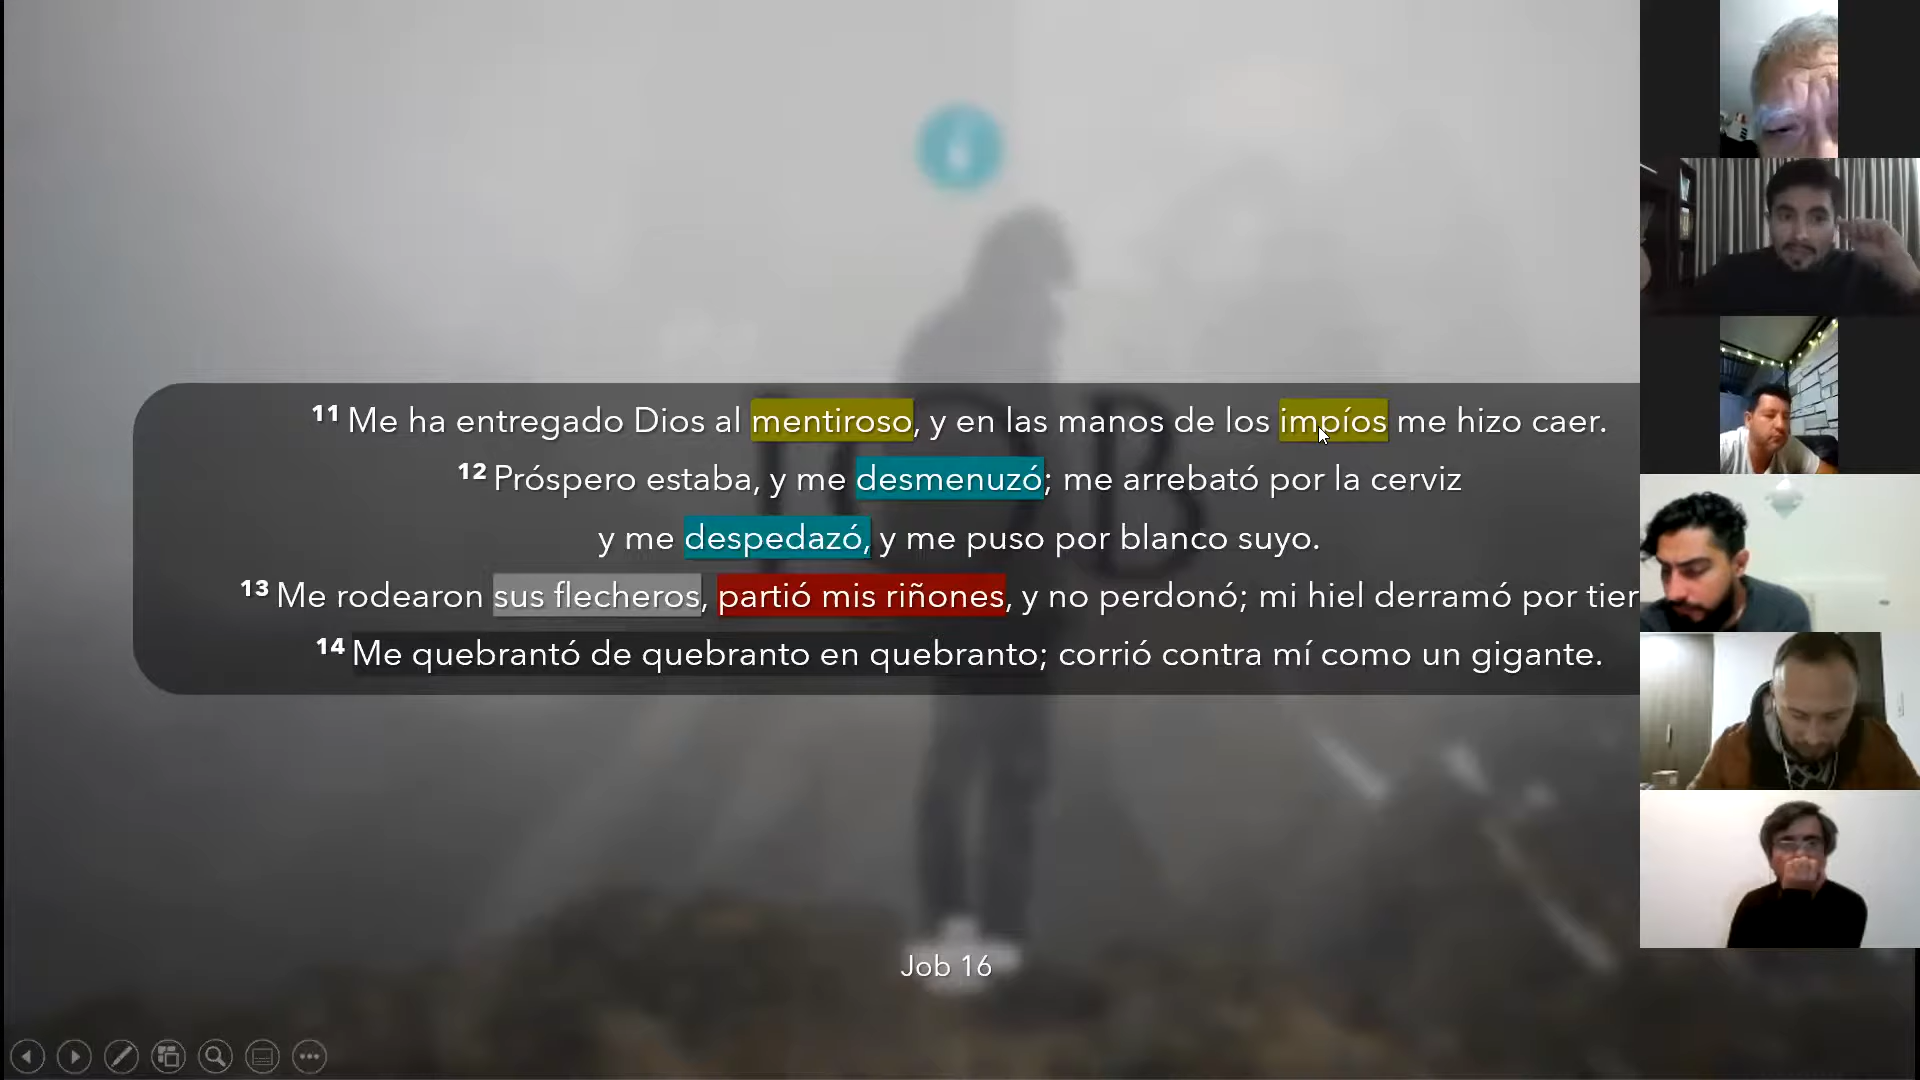 11 Me ha entregado Dios al mentiroso, y en las manos de los impíos me hizo caer.
12 Próspero estaba, y me desmenuzó; me arrebató por la cerviz
y me despedazó, y me puso por blanco suyo.
13 Me rodearon sus flecheros, partió mis riñones, y no perdonó; mi hiel derramó por tier
14 Me quebrantó de quebranto en quebranto; corrió contra mí como un gigante.
JOB
Job 16